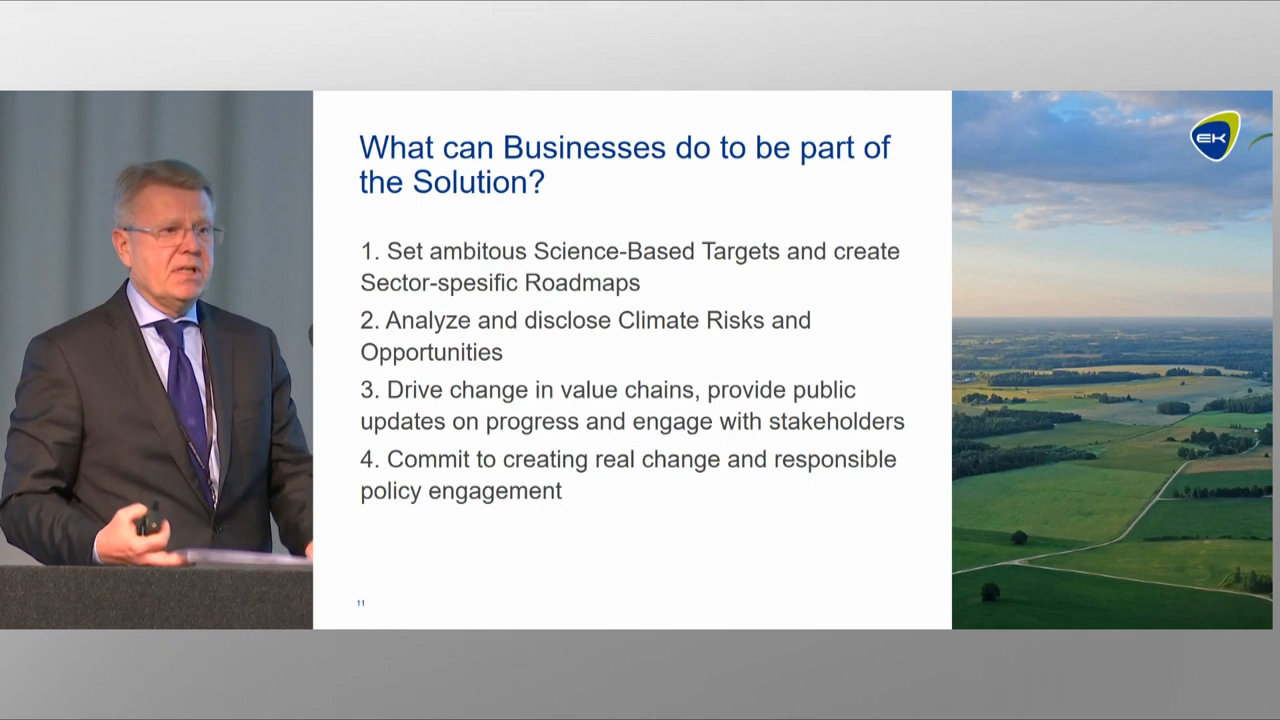 What can Businesses do to be part of
the Solution?
1. Set ambitous Science-Based Targets and create
Sector-spesific Roadmaps
2. Analyze and disclose Climate Risks and
Opportunities
3. Drive change in value chains, provide public
updates on progress and engage with stakeholders
4. Commit to creating real change and responsible
policy engagement
11
EK